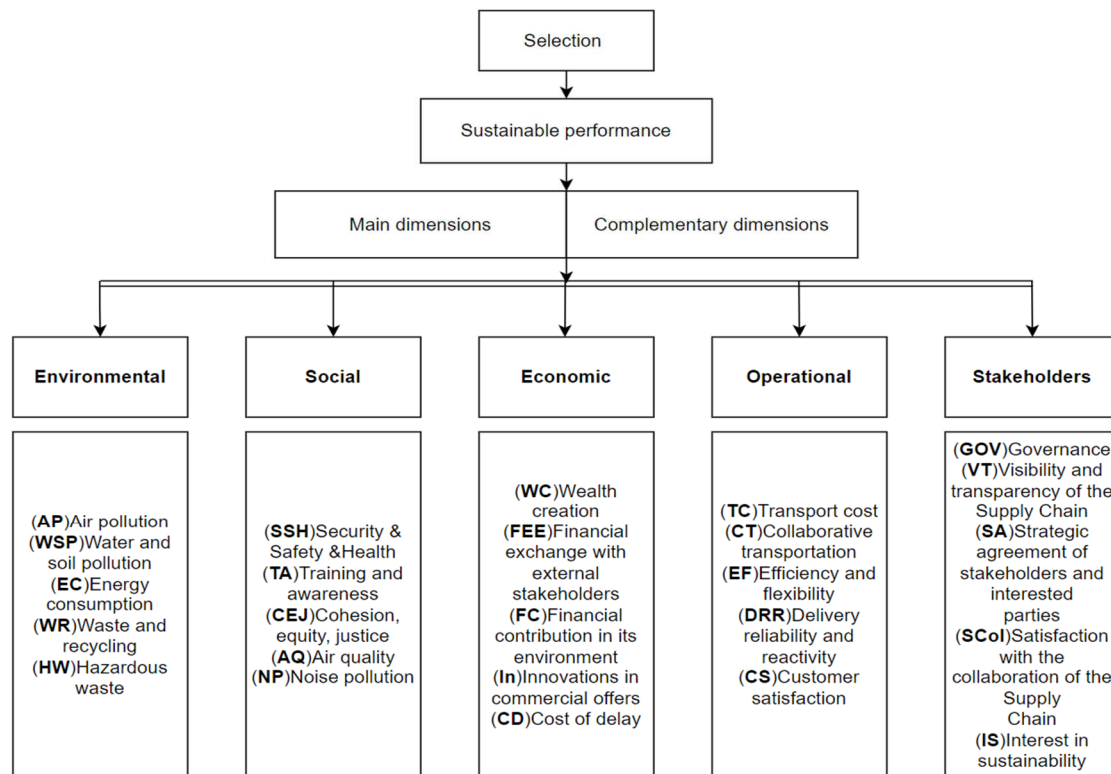 Selection
Sustainable performance
Main dimensions
Complementary dimensions
Environmental
Social
Economic
Operational
Stakeholders
(AP)Air pollution
(WSP)Water and
soil pollution
(EC)Energy
consumption
(WR)Waste and
recycling
(HW)Hazardous
waste
(SSH)Security &
Safety &Health
(TA)Training and
awareness
(CEJ)Cohesion,
equity, justice
(AQ)Air quality
(NP)Noise pollution
(WC)Wealth
creation
(FEE)Financial
exchange with
external
stakeholders
(FC)Financial
contribution in its
environment
(In)Innovations in
commercial offers
(CD)Cost of delay
(TC)Transport cost
(CT)Collaborative
transportation
(EF)Efficiency and
flexibility
(DRR)Delivery
reliability and
reactivity
(CS)Customer
satisfaction
(GOV)Governance
(VT)Visibility and
transparency of the
Supply Chain
(SA)Strategic
agreement of
stakeholders and
interested
parties
(SCol)Satisfaction
with the
collaboration of the
Supply
Chain
(IS)Interest in
sustainability